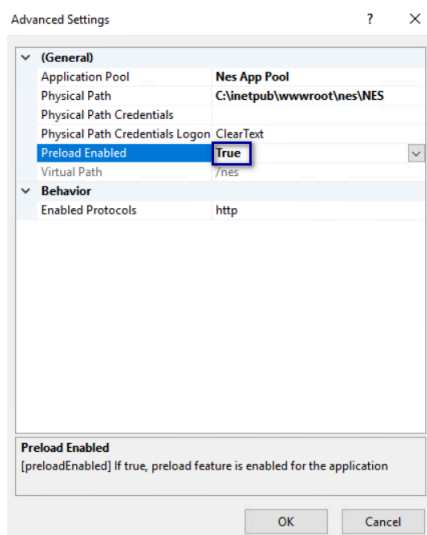 Advanced Settings ? ×
(General)
Application Pool Nes App Pool
Physical Path C:\inetpub\wwwroot\nes\NES
Physical Path Credentials
Physical Path Credentials Logon ClearText
Preload Enabled True
Virtual Path /nes
Behavior
Enabled Protocols http
Preload Enabled
[preloadEnabled] If true, preload feature is enabled for the application
OK Cancel